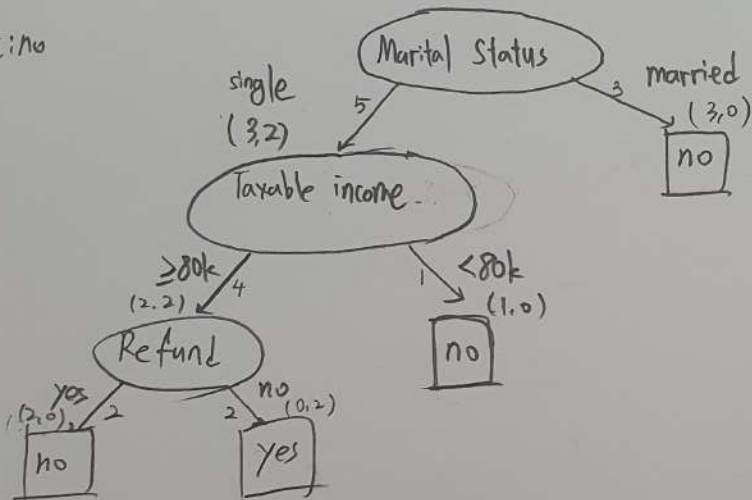 :no
Marital Status
single
5
3
married
(3,2)
(3,0)
no
Taxable income
≥80k
4
1
<80k
(2,2)
(1,0)
Refund
no
yes
no
(2,0)
2
2
(0,2)
no
yes